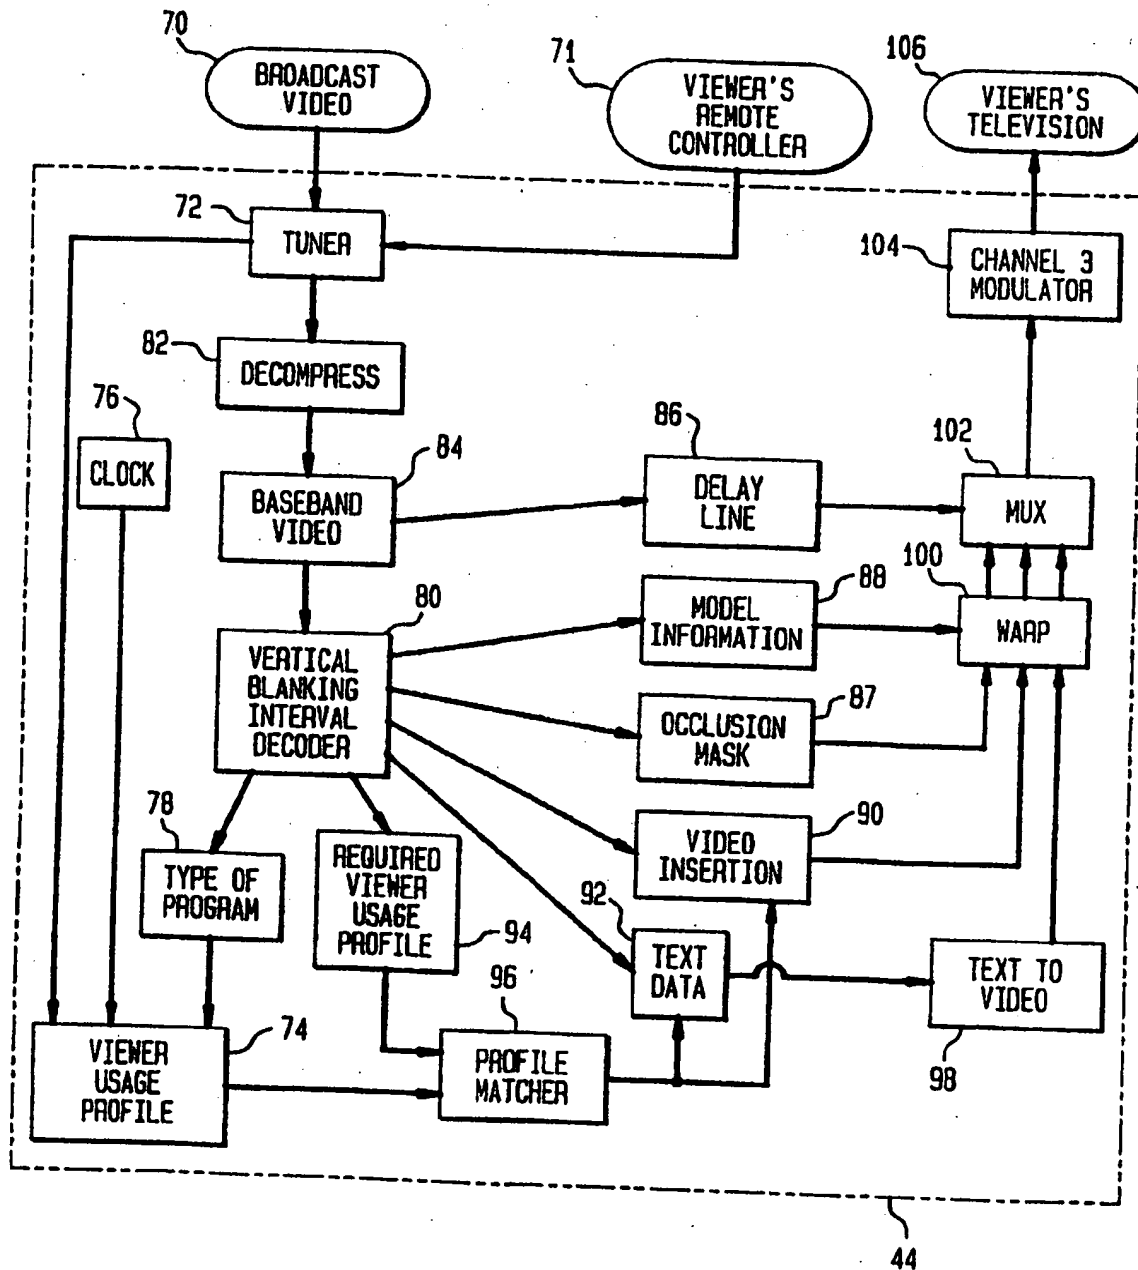 70
BROADCAST
VIDEO
71
VIEWER'S
REMOTE
CONTROLLER
106
VIEWER'S
TELEVISION
72
TUNER
104
CHANNEL 3
MODULATOR
82
DECOMPRESS
76
CLOCK
84
BASEBAND
VIDEO
86
DELAY
LINE
102
MUX
80
VERTICAL
BLANKING
INTERVAL
DECODER
88
MODEL
INFORMATION
100
WARP
87
OCCLUSION
MASK
78
TYPE OF
PROGRAM
REQUIRED
VIEWER
USAGE
PROFILE
94
90
VIDEO
INSERTION
92
TEXT
DATA
TEXT TO
VIDEO
98
74
VIEWER
USAGE
PROFILE
96
PROFILE
MATCHER
44